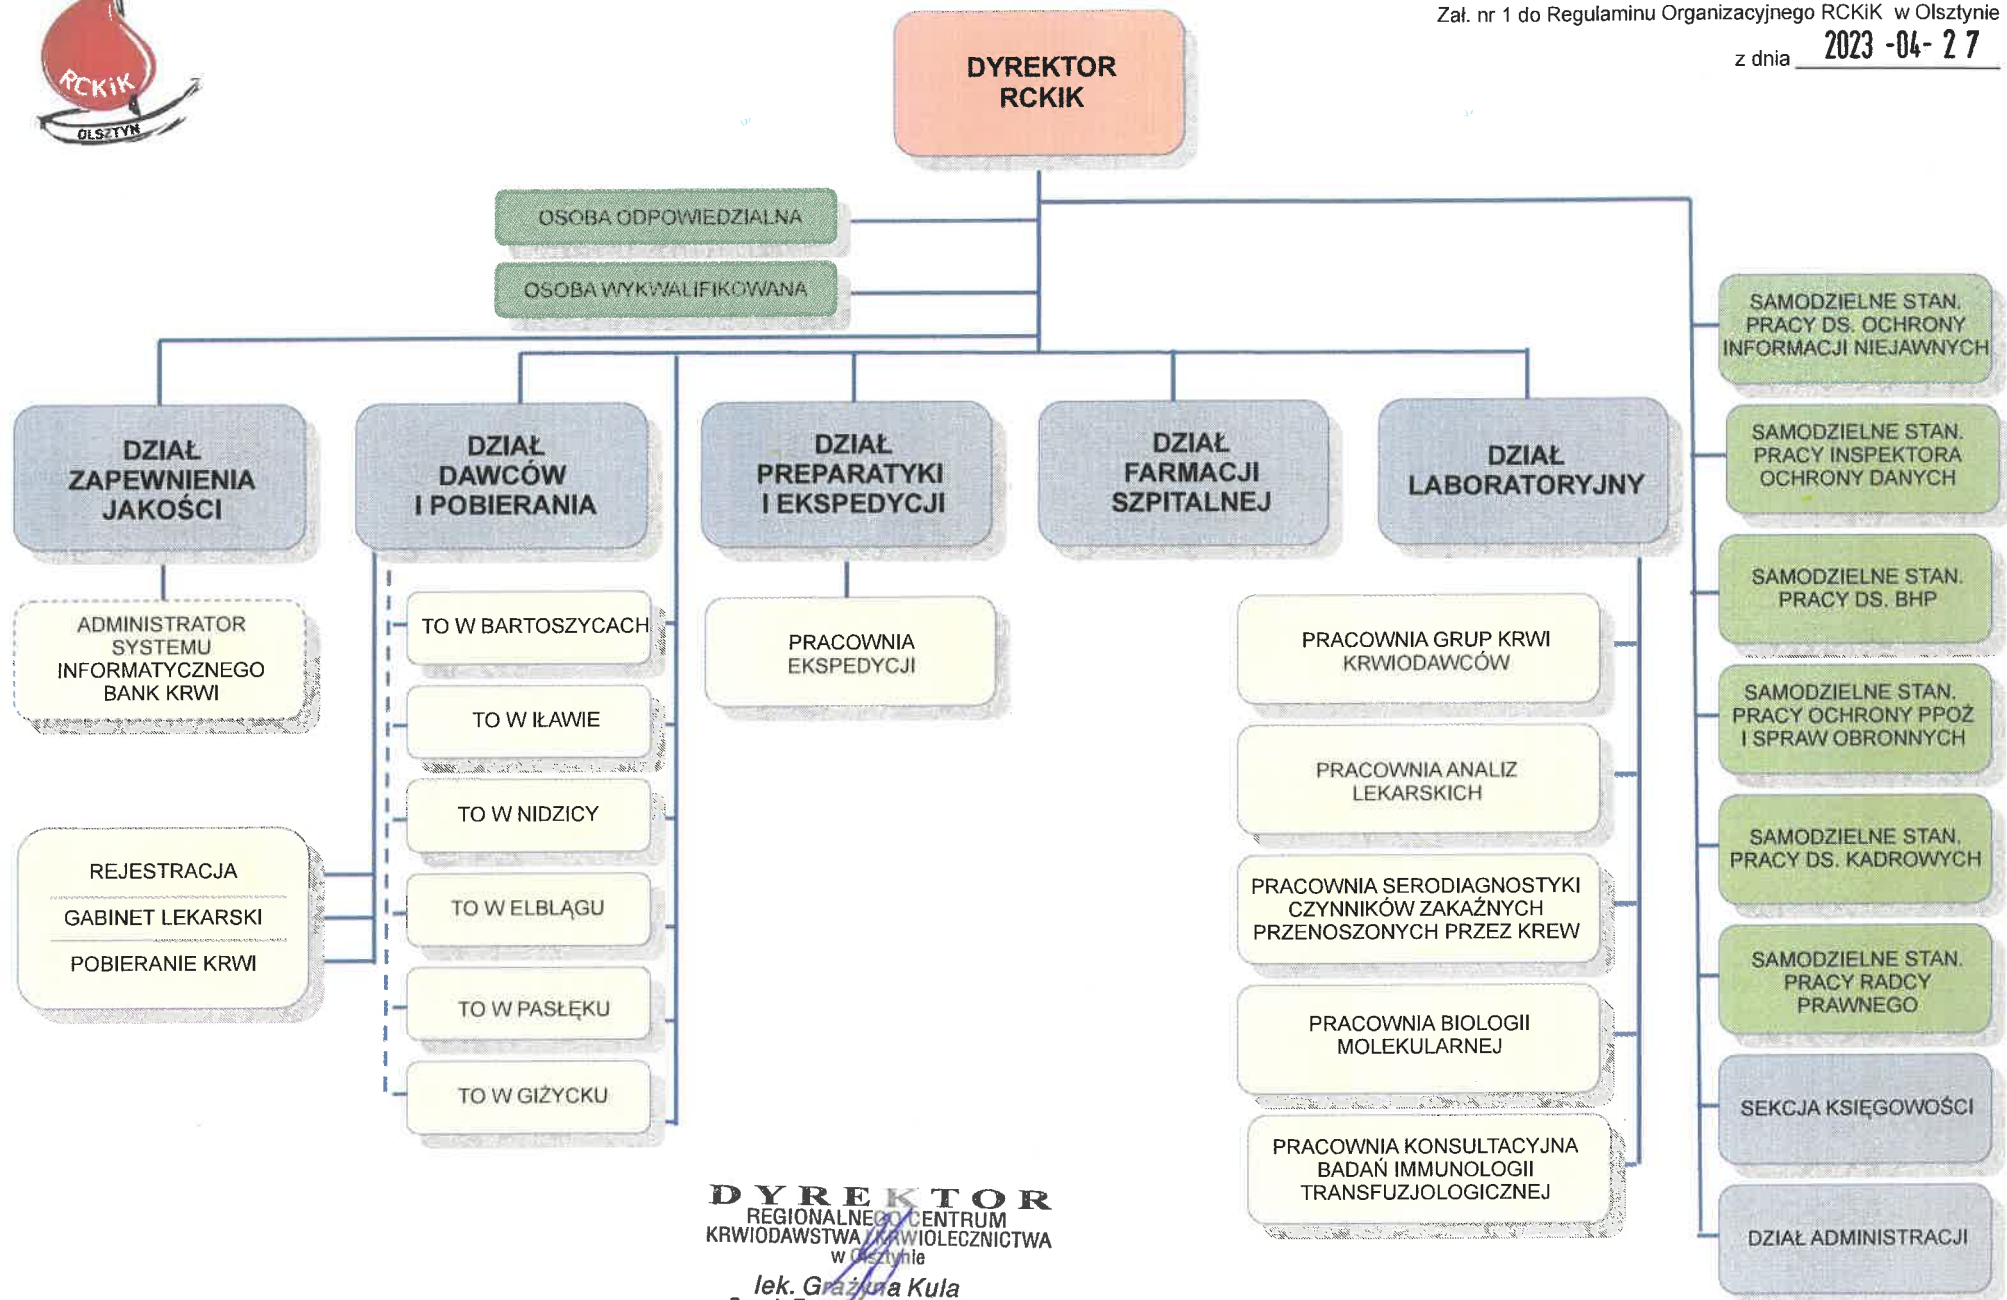 Zał. nr 1 do Regulaminu Organizacyjnego RCKiK w Olsztynie
z dnia 2023 -04- 27
RCKiK
OLSZTYN
DYREKTOR
RCKIK
OSOBA ODPOWIEDZIALNA
OSOBA WYKWALIFIKOWANA
DZIAŁ
ZAPEWNIENIA
JAKOŚCI
DZIAŁ
DAWCÓW
I POBIERANIA
DZIAŁ
PREPARATYKI
I EKSPEDYCJI
DZIAŁ
FARMACJI
SZPITALNEJ
DZIAŁ
LABORATORYJNY
ADMINISTRATOR
SYSTEMU
INFORMATYCZNEGO
BANK KRWI
REJESTRACJA
GABINET LEKARSKI
POBIERANIE KRWI
TO W BARTOSZYCACH
TO W IŁAWIE
TO W NIDZICY
TO W ELBLĄGU
TO W PASŁĘKU
TO W GIŻYCKU
PRACOWNIA
EKSPEDYCJI
PRACOWNIA GRUP KRWI
KRWIODAWCÓW
PRACOWNIA ANALIZ
LEKARSKICH
PRACOWNIA SERODIAGNOSTYKI
CZYNNIKÓW ZAKAŹNYCH
PRZENOSZONYCH PRZEZ KREW
PRACOWNIA BIOLOGII
MOLEKULARNEJ
PRACOWNIA KONSULTACYJNA
BADAŃ IMMUNOLOGII
TRANSFUZJOLOGICZNEJ
SAMODZIELNE STAN.
PRACY DS. OCHRONY
INFORMACJI NIEJAWNYCH
SAMODZIELNE STAN.
PRACY INSPEKTORA
OCHRONY DANYCH
SAMODZIELNE STAN.
PRACY DS. BHP
SAMODZIELNE STAN.
PRACY OCHRONY PPOŻ
I SPRAW OBRONNYCH
SAMODZIELNE STAN.
PRACY DS. KADROWYCH
SAMODZIELNE STAN.
PRACY RADCY
PRAWNEGO
SEKCJA KSIĘGOWOŚCI
DZIAŁ ADMINISTRACJI
DYREKTOR
REGIONALNEGO CENTRUM
KRWIODAWSTWA I KRWIOLECZNICTWA
w Olsztynie
lek. Grażyna Kula